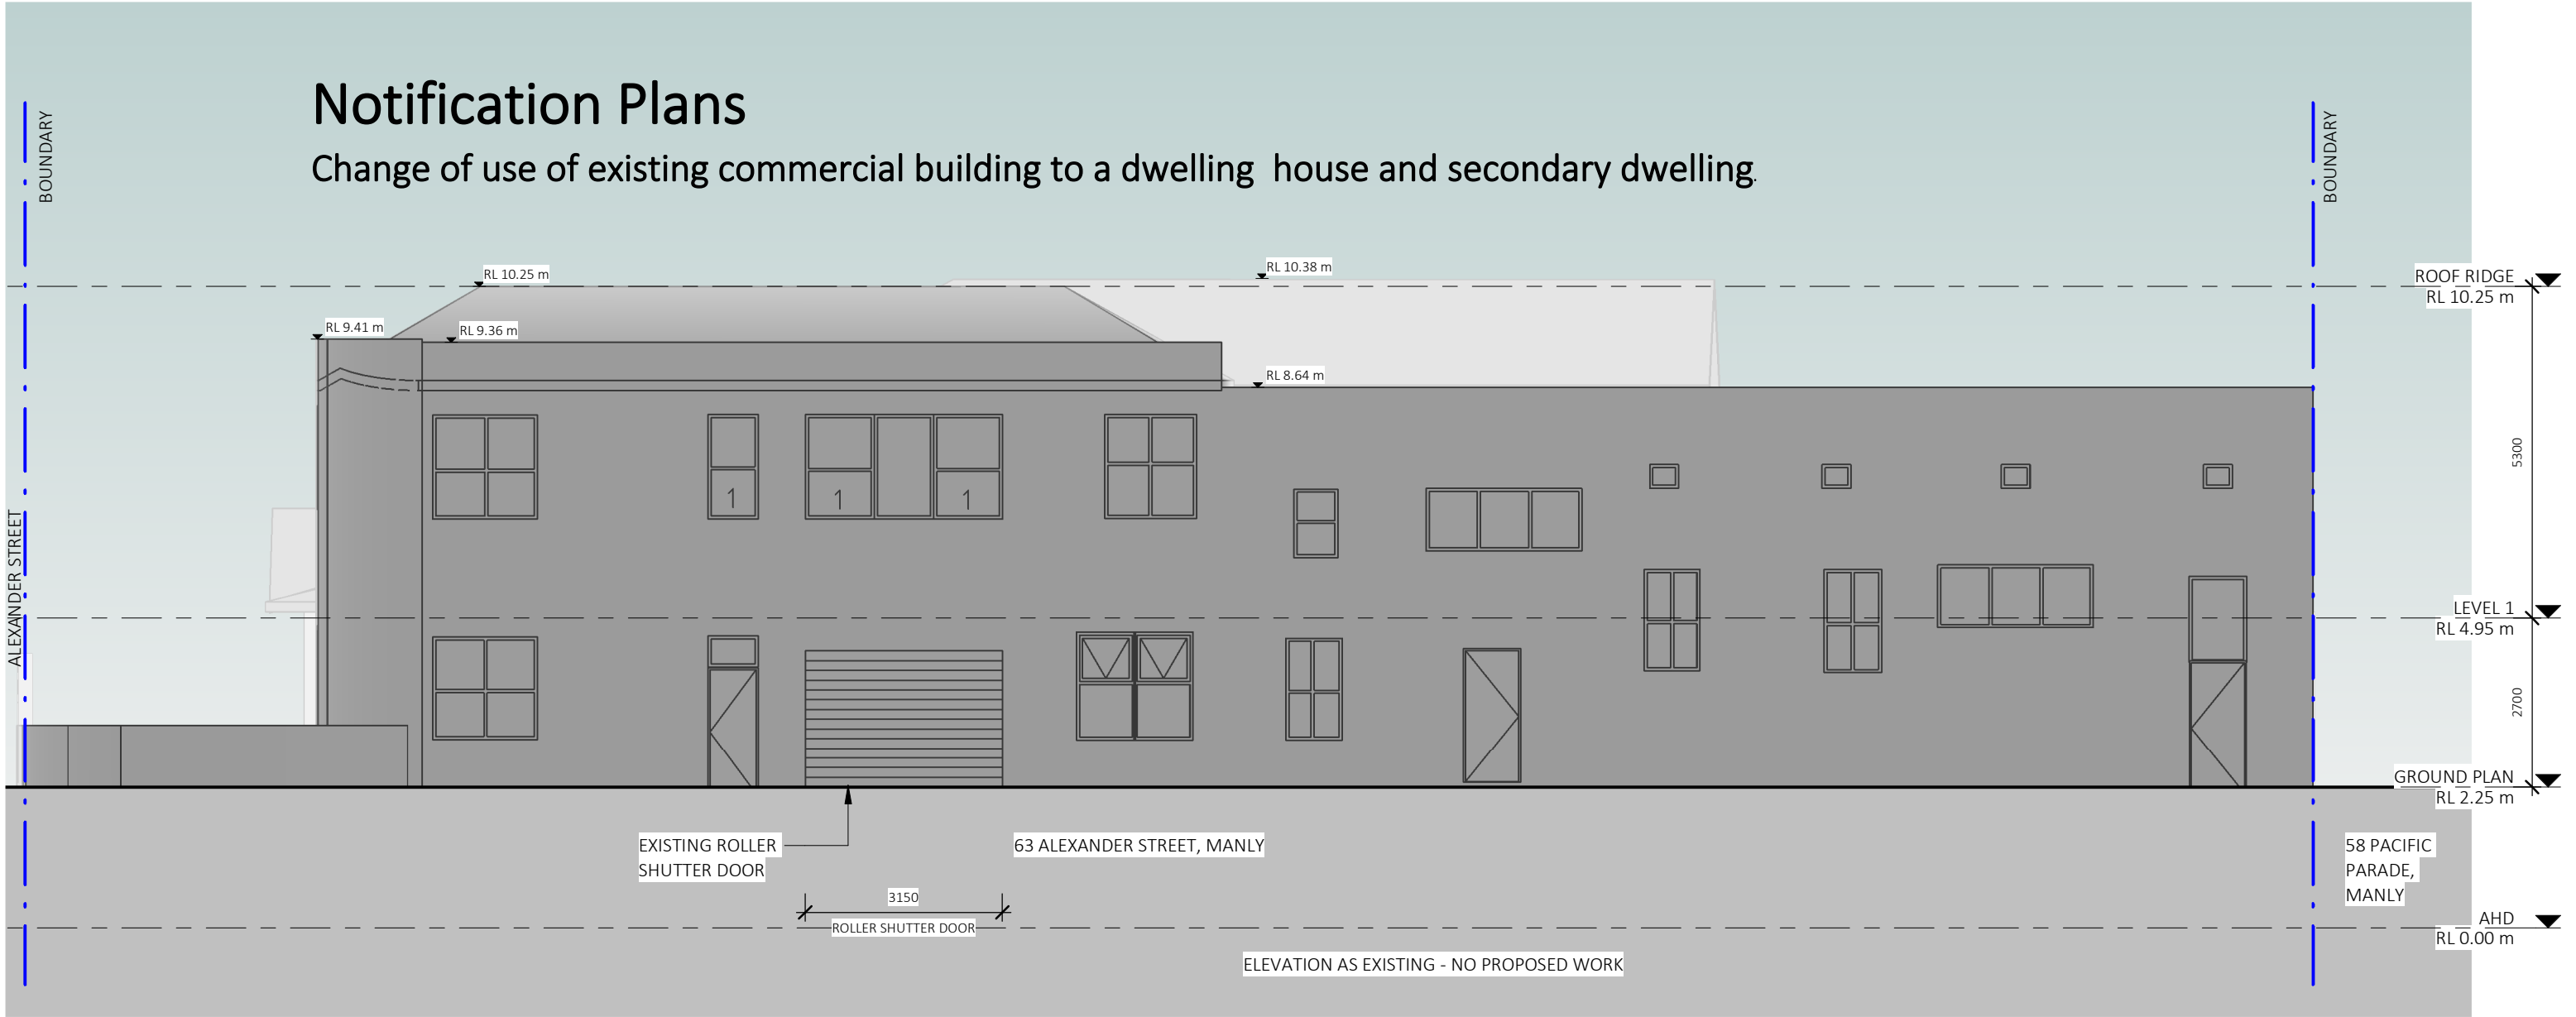 Notification Plans
Change of use of existing commercial building to a dwelling  house and secondary dwelling.
BOUNDARY
BOUNDARY
RL 10.25 m
RL 10.38 m
ROOF RIDGE
RL 10.25 m
RL 9.41 m
RL 9.36 m
RL 8.64 m
5300
1
1
1
ALEXANDER STREET
LEVEL 1
RL 4.95 m
2700
GROUND PLAN
RL 2.25 m
EXISTING ROLLER
SHUTTER DOOR
63 ALEXANDER STREET, MANLY
58 PACIFIC
PARADE,
MANLY
3150
ROLLER SHUTTER DOOR
AHD
RL 0.00 m
ELEVATION AS EXISTING - NO PROPOSED WORK